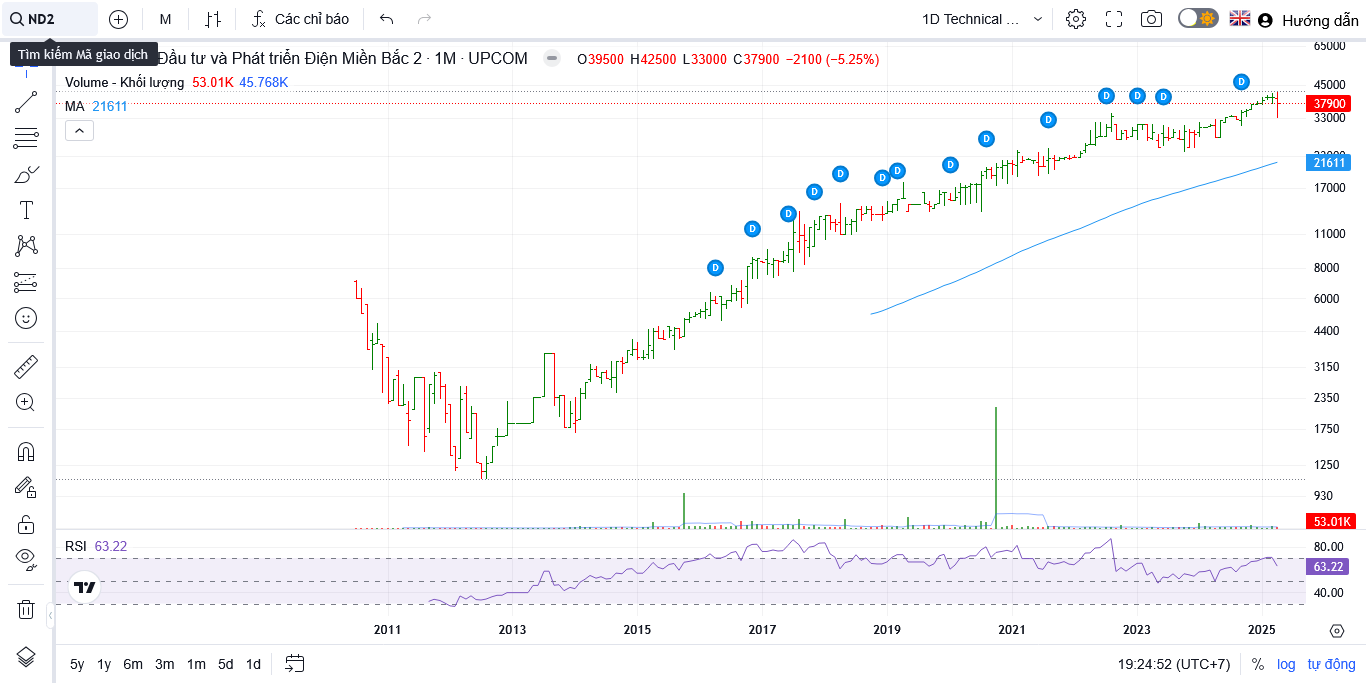 ND2 M Các chỉ báo 1D Technical ... Hướng dẫn
Tìm kiếm Mã giao dịch
Đầu tư và Phát triển Điện Miền Bắc 2 · 1M · UPCOM O39500 H42500 L33000 C37900 −2100 (−5.25%)
Volume - Khối lượng 53.01K 45.768K
MA 21611
65000
45000
37900
33000
21611
17000
11000
8000
6000
4400
3150
2350
1750
1250
930
53.01K
D D D D D D D D D D D D D D D
RSI 63.22
80.00
63.22
40.00
2011 2013 2015 2017 2019 2021 2023 2025
5y 1y 6m 3m 1m 5d 1d 19:24:52 (UTC+7) % log tự động